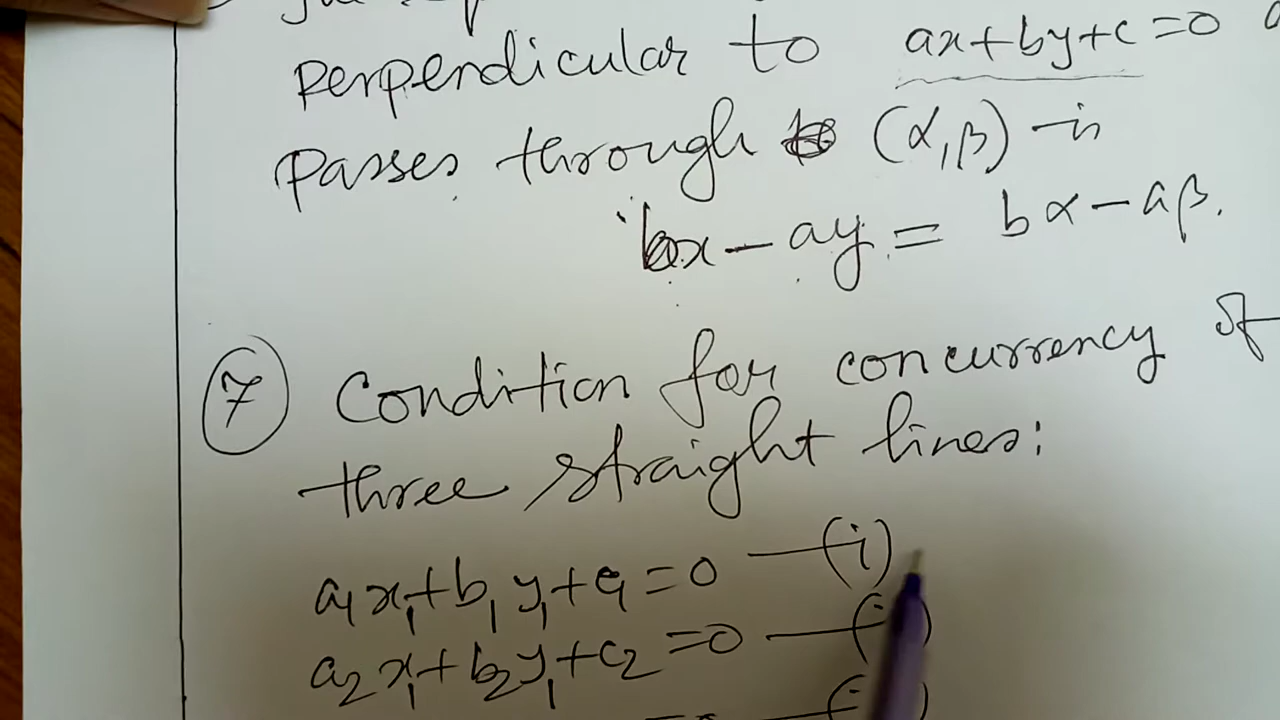 perpendicular to ax+by+c=0
passes through (α,β) is
bx-ay = bα-aβ.
7 Condition for concurrency of
three straight lines:
a₁x₁+b₁y₁+c₁=0 —(i)
a₂x₁+b₂y₁+c₂=0